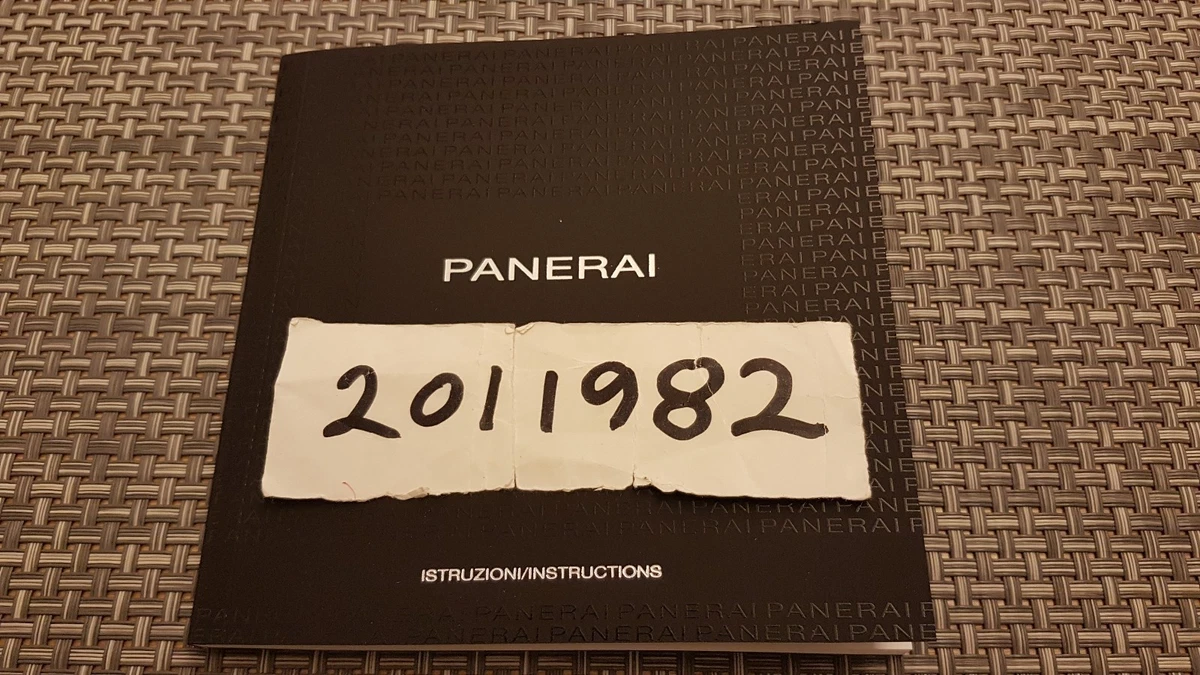 PANERAI
2011982
ISTRUZIONI/INSTRUCTIONS